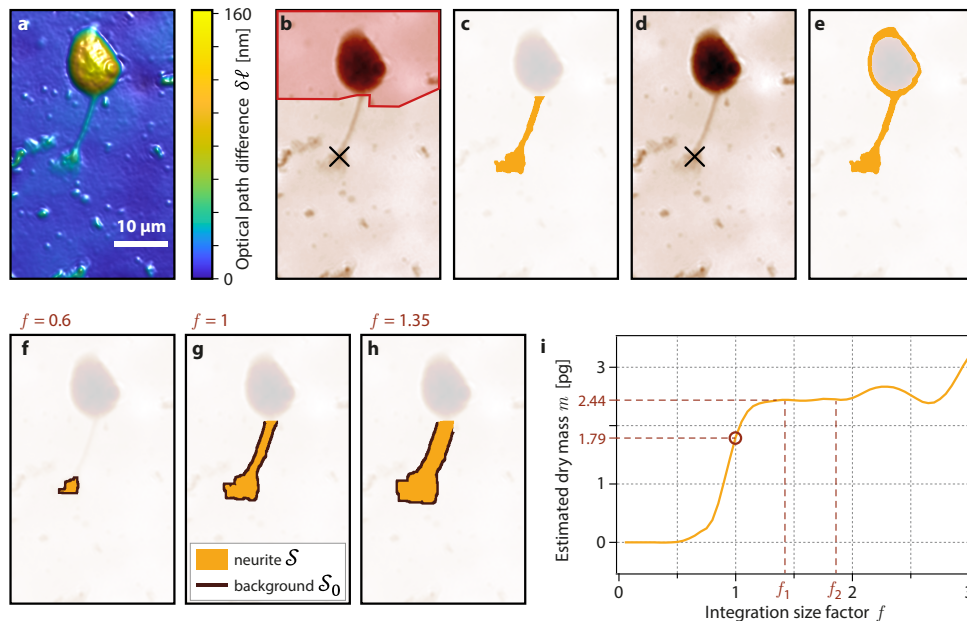 a
160
Optical path difference δℓ [nm]
0
10 µm
b
c
d
e
f = 0.6
f = 1
f = 1.35
f
g
h
neurite 𝒮
background 𝒮₀
i
Estimated dry mass m [pg]
3
2.44
1.79
1
0
0
1
f₁
f₂
2
3
Integration size factor f